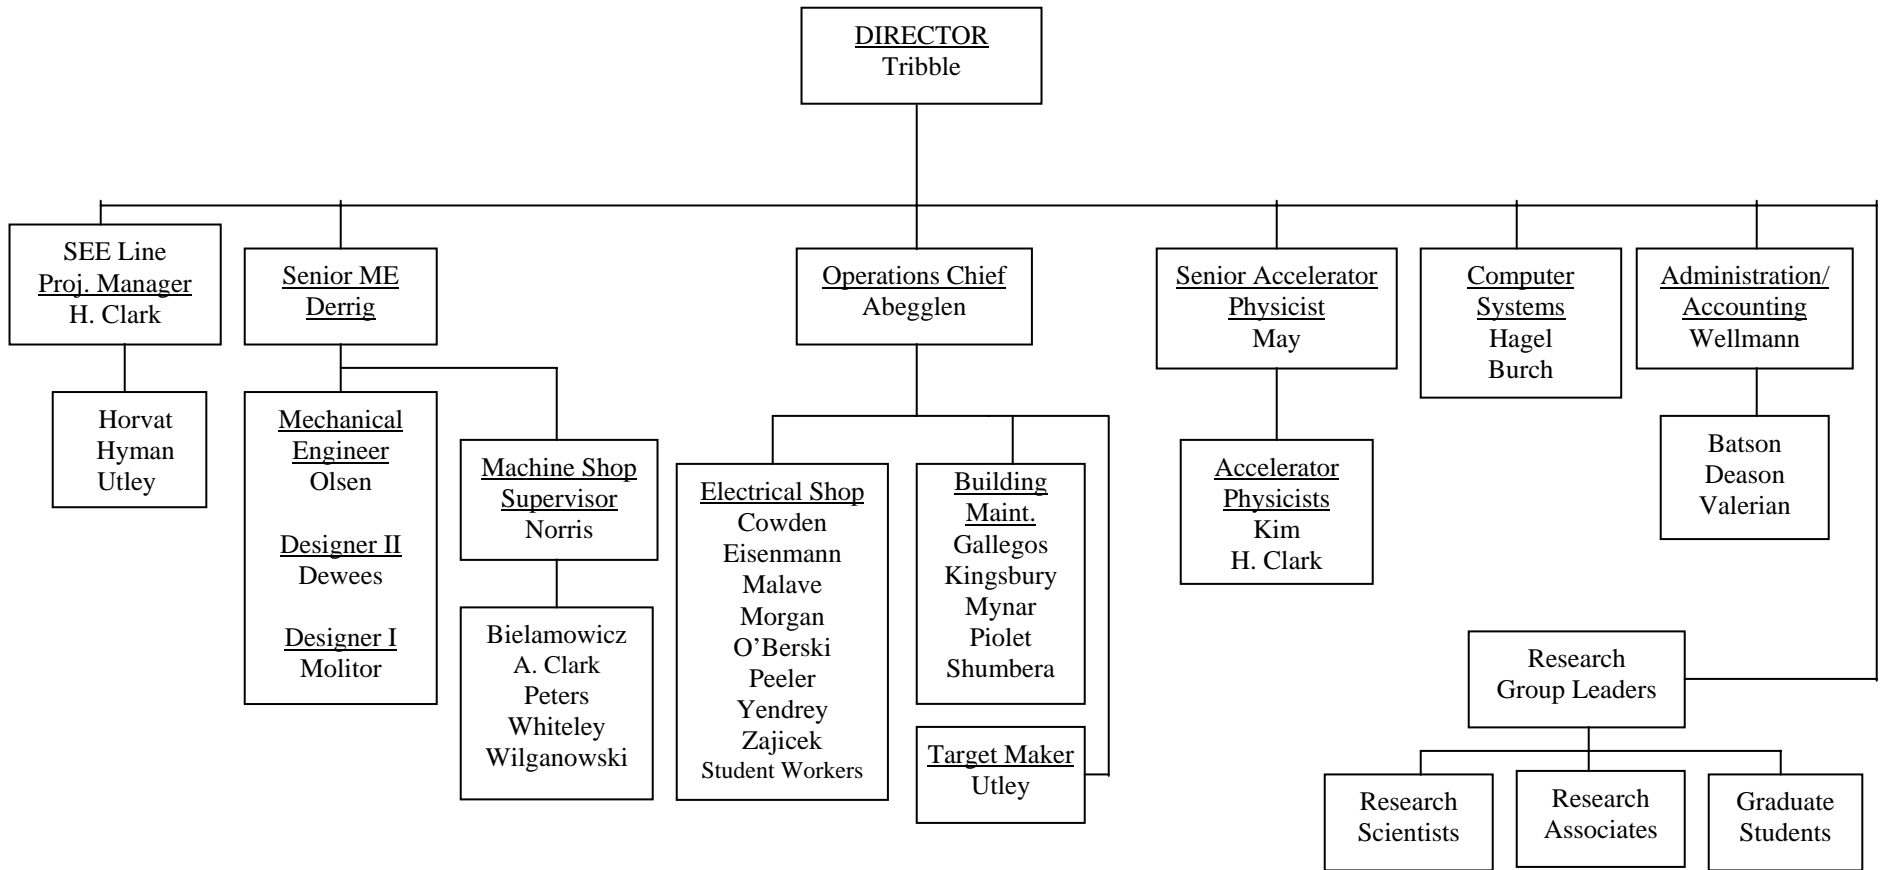 DIRECTOR
Tribble
SEE Line
Proj. Manager
H. Clark
Senior ME
Derrig
Operations Chief
Abegglen
Senior Accelerator
Physicist
May
Computer
Systems
Hagel
Burch
Administration/
Accounting
Wellmann
Horvat
Hyman
Utley
Mechanical
Engineer
Olsen
Designer II
Dewees
Designer I
Molitor
Machine Shop
Supervisor
Norris
Bielamowicz
A. Clark
Peters
Whiteley
Wilganowski
Electrical Shop
Cowden
Eisenmann
Malave
Morgan
O’Berski
Peeler
Yendrey
Zajicek
Student Workers
Building
Maint.
Gallegos
Kingsbury
Mynar
Piolet
Shumbera
Target Maker
Utley
Accelerator
Physicists
Kim
H. Clark
Batson
Deason
Valerian
Research
Group Leaders
Research
Scientists
Research
Associates
Graduate
Students